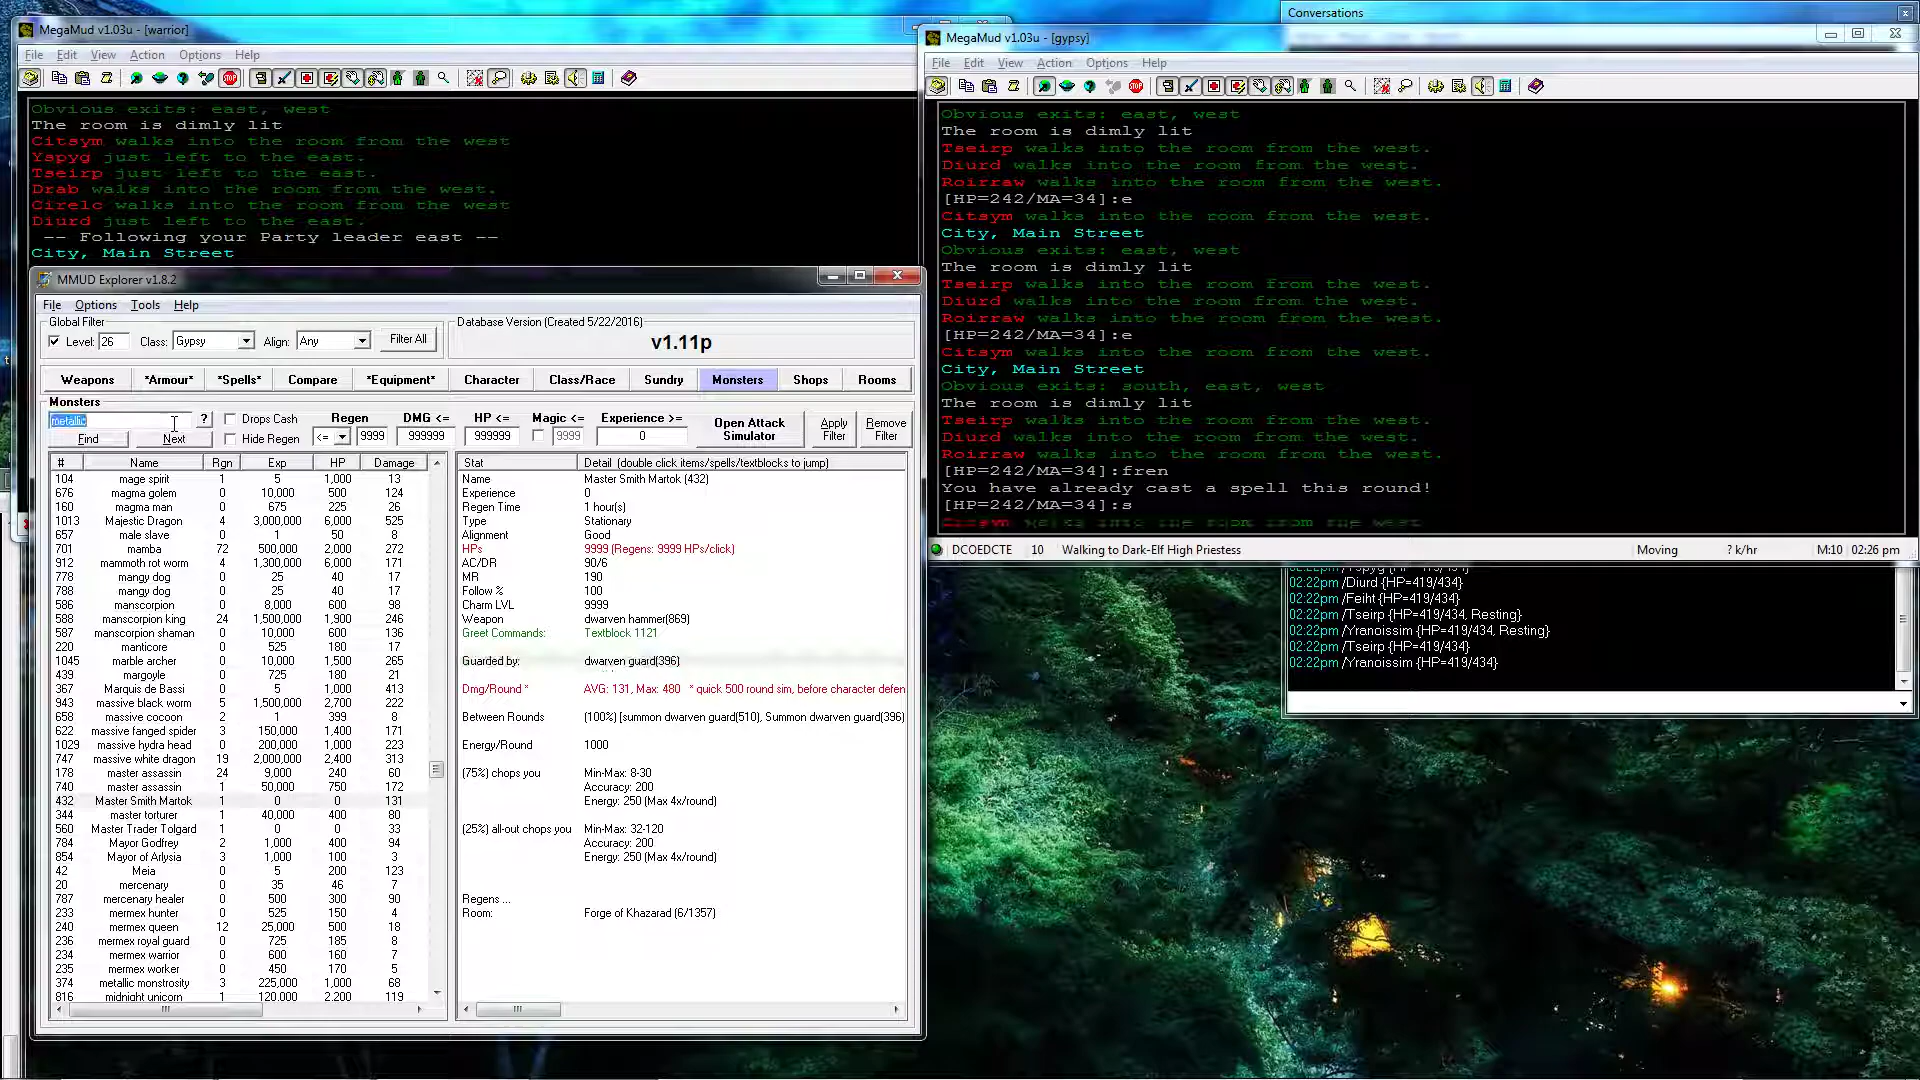 MegaMud v1.03u - [warrior]
File Edit View Action Options Help
Obvious exits: east, west
The room is dimly lit
Citsym walks into the room from the west
Yspyg just left to the east.
Tseirp just left to the east.
Drab walks into the room from the west.
Cirelc walks into the room from the west
Diurd just left to the east.
-- Following your Party leader east --
City, Main Street
MMUD Explorer v1.8.2
File Options Tools Help
Global Filter
Level: 26 Class: Gypsy Align: Any Filter All
Database Version (Created 5/22/2016)
v1.11p
Weapons *Armour* *Spells* Compare *Equipment* Character Class/Race Sundry Monsters Shops Rooms
Monsters
metallic ? Find Next
Drops Cash
Hide Regen
Regen <= 9999
DMG <= 999999
HP <= 999999
Magic <= 9999
Experience >= 0
Open Attack Simulator
Apply Filter
Remove Filter
# Name Rgn Exp HP Damage
104 mage spirit 1 5 1,000 13
676 magma golem 0 10,000 500 124
160 magma man 0 675 225 26
1013 Majestic Dragon 4 3,000,000 6,000 525
657 male slave 1 1 50 8
701 mamba 72 500,000 2,000 272
912 mammoth rot worm 4 1,300,000 6,000 171
778 mangy dog 0 25 40 17
788 mangy dog 0 25 40 17
586 manscorpion 0 8,000 600 98
588 manscorpion king 24 1,500,000 1,900 246
587 manscorpion shaman 0 10,000 600 136
220 manticore 0 525 180 17
1045 marble archer 0 10,000 1,500 265
439 margoyle 0 725 180 21
367 Marquis de Bassi 1 5 1,000 413
943 massive black worm 5 1,500,000 2,700 222
658 massive cocoon 2 1 399 8
622 massive fanged spider 3 150,000 1,400 171
1029 massive hydra head 0 200,000 1,000 223
747 massive white dragon 19 2,000,000 2,400 313
178 master assassin 24 9,000 240 60
740 master assassin 1 50,000 750 172
432 Master Smith Martok 1 0 0 131
344 master torturer 1 40,000 400 80
560 Master Trader Tolgard 1 0 0 33
784 Mayor Godfrey 2 1,000 400 94
854 Mayor of Arlysia 3 1,000 100 3
42 Meia 0 5 200 123
20 mercenary 0 35 46 7
787 mercenary healer 0 500 300 90
233 mermex hunter 0 525 150 4
240 mermex queen 12 25,000 500 18
236 mermex royal guard 0 725 185 8
234 mermex warrior 0 600 160 7
235 mermex worker 0 450 170 5
374 metallic monstrosity 3 225,000 1,000 68
816 midnight unicorn 1 120,000 2,200 119
Stat Detail (double click items/spells/textblocks to jump)
Name Master Smith Martok (432)
Experience 0
Regen Time 1 hour(s)
Type Stationary
Alignment Good
HPs 9999 (Regens: 9999 HPs/click)
AC/DR 90/6
MR 190
Follow % 100
Charm LVL 9999
Weapon dwarven hammer(869)
Greet Commands: Textblock 1121
Guarded by: dwarven guard(396)
Dmg/Round * AVG: 131, Max: 480 * quick 500 round sim, before character defen
Between Rounds (100%) [summon dwarven guard(510), Summon dwarven guard(396)
Energy/Round 1000
(75%) chops you Min-Max: 8-30
Accuracy: 200
Energy: 250 (Max 4x/round)
(25%) all-out chops you Min-Max: 32-120
Accuracy: 200
Energy: 250 (Max 4x/round)
Regens ...
Room: Forge of Khazarad (6/1357)
MegaMud v1.03u - [gypsy]
File Edit View Action Options Help
Obvious exits: east, west
The room is dimly lit
Tseirp walks into the room from the west.
Diurd walks into the room from the west.
Roirraw walks into the room from the west.
[HP=242/MA=34]:e
Citsym walks into the room from the west.
City, Main Street
Obvious exits: east, west
The room is dimly lit
Tseirp walks into the room from the west.
Diurd walks into the room from the west.
Roirraw walks into the room from the west.
[HP=242/MA=34]:e
Citsym walks into the room from the west.
City, Main Street
Obvious exits: south, east, west
The room is dimly lit
Tseirp walks into the room from the west.
Diurd walks into the room from the west.
Roirraw walks into the room from the west.
[HP=242/MA=34]:fren
You have already cast a spell this round!
[HP=242/MA=34]:s
Citsym walks into the room from the west
DCOEDCTE 10 Walking to Dark-Elf High Priestess Moving ? k/hr M:10 02:26 pm
Conversations
02:22pm /Yspyg {HP=419/434}
02:22pm /Diurd {HP=419/434}
02:22pm /Feiht {HP=419/434}
02:22pm /Tseirp {HP=419/434, Resting}
02:22pm /Yranoissim {HP=419/434, Resting}
02:22pm /Tseirp {HP=419/434}
02:22pm /Yranoissim {HP=419/434}